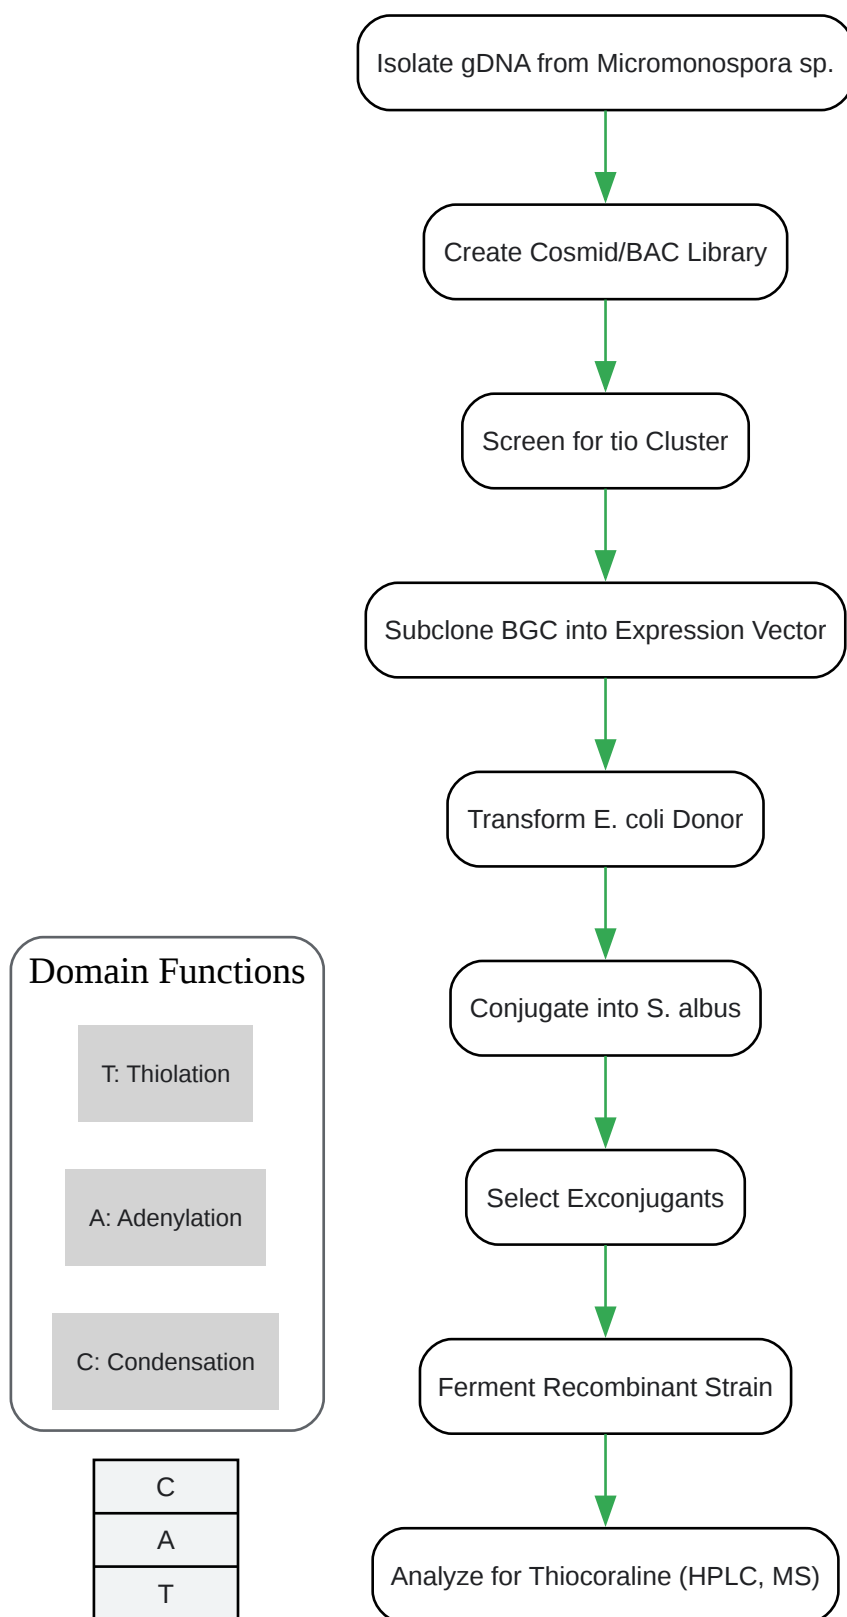 Isolate gDNA from Micromonospora sp.
Create Cosmid/BAC Library
Screen for tio Cluster
Subclone BGC into Expression Vector
Transform E. coli Donor
Conjugate into S. albus
Select Exconjugants
Ferment Recombinant Strain
Analyze for Thiocoraline (HPLC, MS)
Domain Functions
T: Thiolation
A: Adenylation
C: Condensation
C
A
T